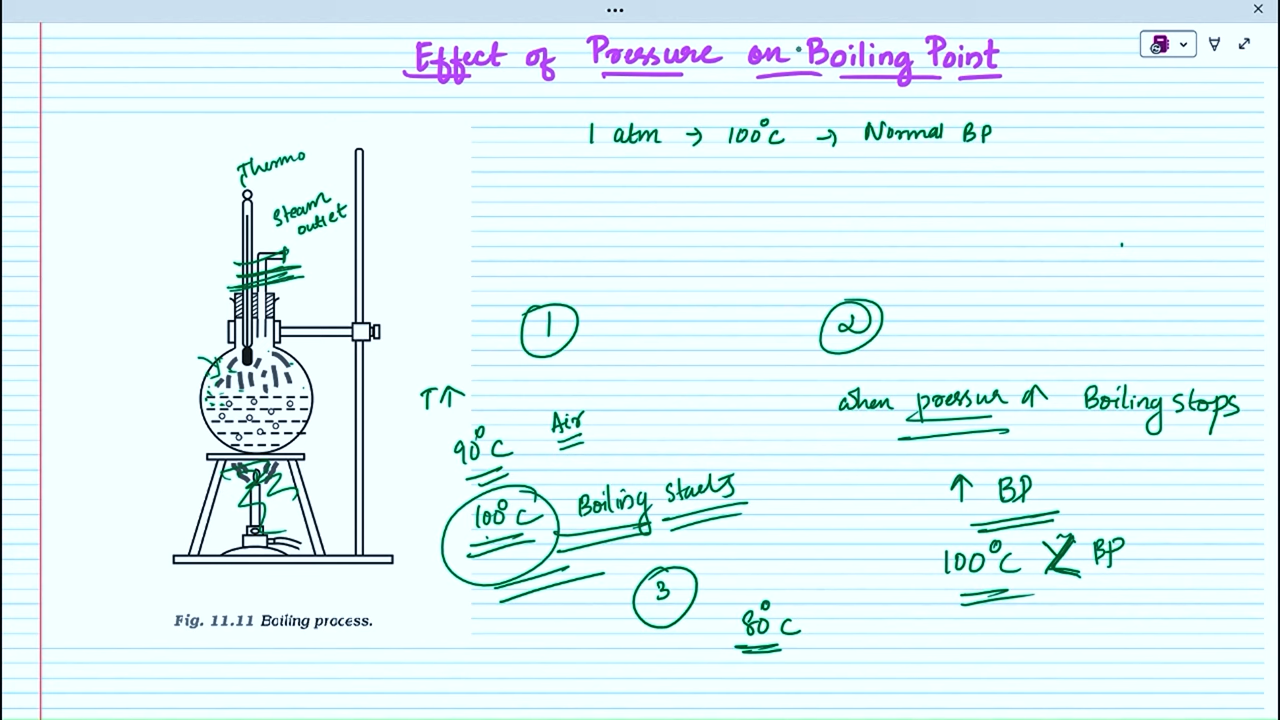 Effect of Pressure on Boiling Point
1 atm → 100°C → Normal BP
Thermo
Steam
outlet
1
2
↑↑
Air
90°C
100°C
Boiling starts
when pressur ↑ Boiling stops
↑ BP
100°C BP
3
80°C
Fig. 11.11 Boiling process.